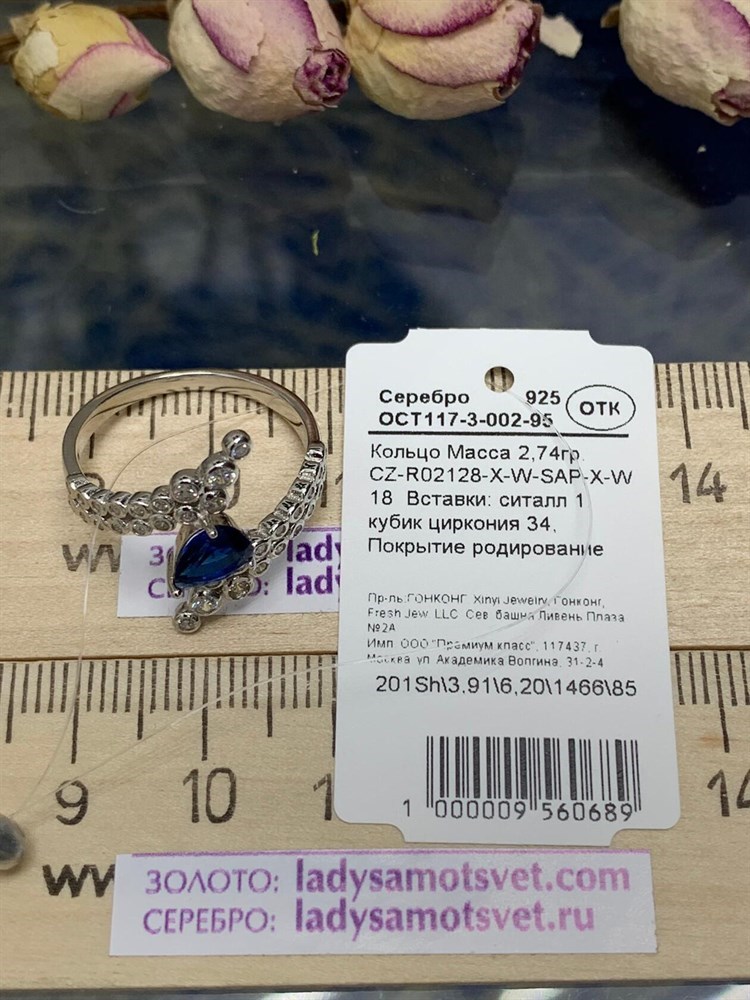 Серебро 925
ОСТ117-3-002-95
ОТК
Кольцо Масса 2,74гр.
CZ-R02128-X-W-SAP-X-W
18 Вставки: ситалл 1
кубик циркония 34,
Покрытие родирование
Пр-ль:ГОНКОНГ Xinyi Jewelry, Гонконг,
Fresh Jew LLC Сев. башня Ливень Плаза
№2А
Имп. ООО "Премиум класс", 117437, г.
Москва ул Академика Волгина, 31-2-4
201Sh\3,91\6,20\1466\85
1 000009 560689
14
lady
lad
9 10 1 14
ЗОЛОТО: ladysamotsvet.com
СЕРЕБРО: ladysamotsvet.ru